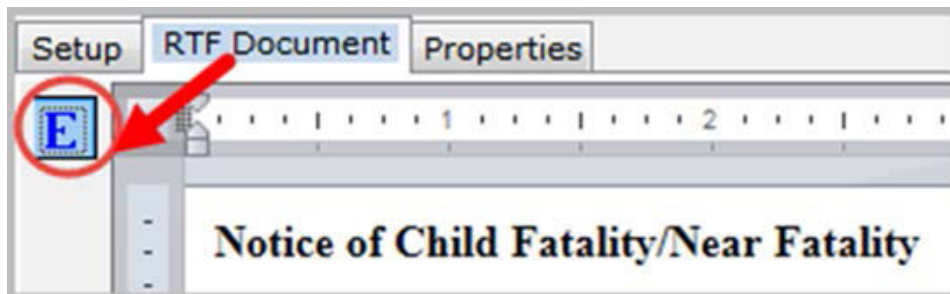 Setup RTF Document Properties
E 1 2
Notice of Child Fatality/Near Fatality